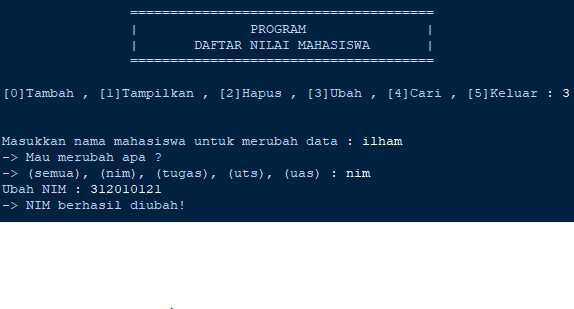 ======================================
| PROGRAM |
| DAFTAR NILAI MAHASISWA |
======================================
[0]Tambah , [1]Tampilkan , [2]Hapus , [3]Ubah , [4]Cari , [5]Keluar : 3
Masukkan nama mahasiswa untuk merubah data : ilham
-> Mau merubah apa ?
-> (semua), (nim), (tugas), (uts), (uas) : nim
Ubah NIM : 312010121
-> NIM berhasil diubah!